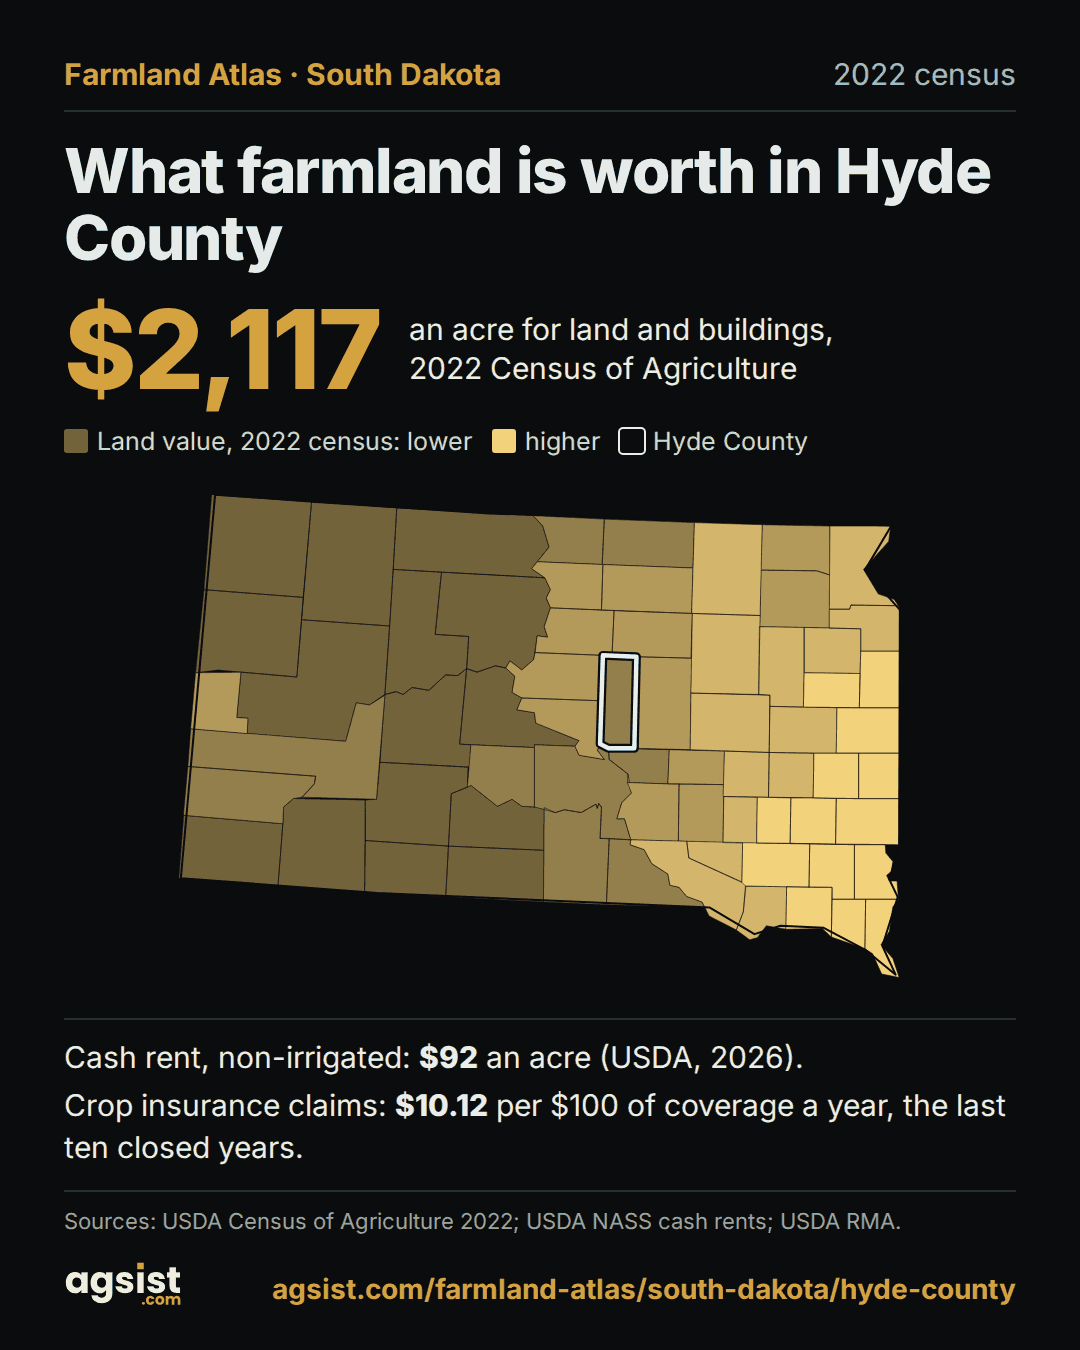 Farmland Atlas · South Dakota
2022 census
What farmland is worth in Hyde
County
$2,117
an acre for land and buildings,
2022 Census of Agriculture
Land value, 2022 census: lower
higher
Hyde County
Cash rent, non-irrigated: $92 an acre (USDA, 2026).
Crop insurance claims: $10.12 per $100 of coverage a year, the last
ten closed years.
Sources: USDA Census of Agriculture 2022; USDA NASS cash rents; USDA RMA.
agsist
.com
agsist.com/farmland-atlas/south-dakota/hyde-county